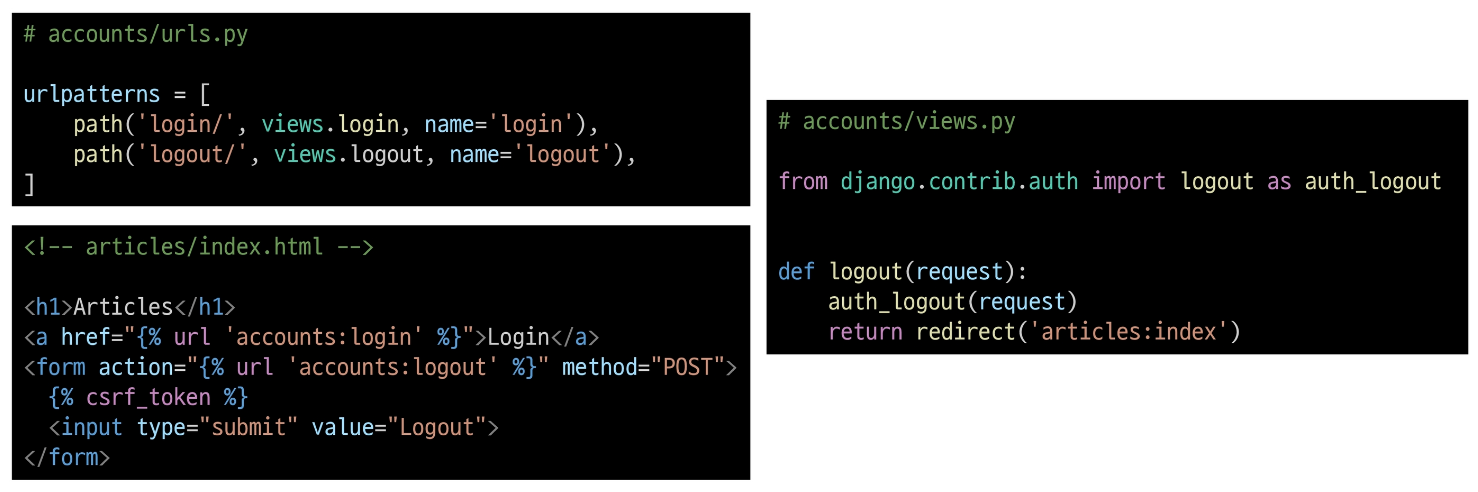 # accounts/urls.py
urlpatterns = [
    path('login/', views.login, name='login'),
    path('logout/', views.logout, name='logout'),
]
<!-- articles/index.html -->
<h1>Articles</h1>
<a href="{% url 'accounts:login' %}">Login</a>
<form action="{% url 'accounts:logout' %}" method="POST">
  {% csrf_token %}
  <input type="submit" value="Logout">
</form>
# accounts/views.py
from django.contrib.auth import logout as auth_logout
def logout(request):
    auth_logout(request)
    return redirect('articles:index')